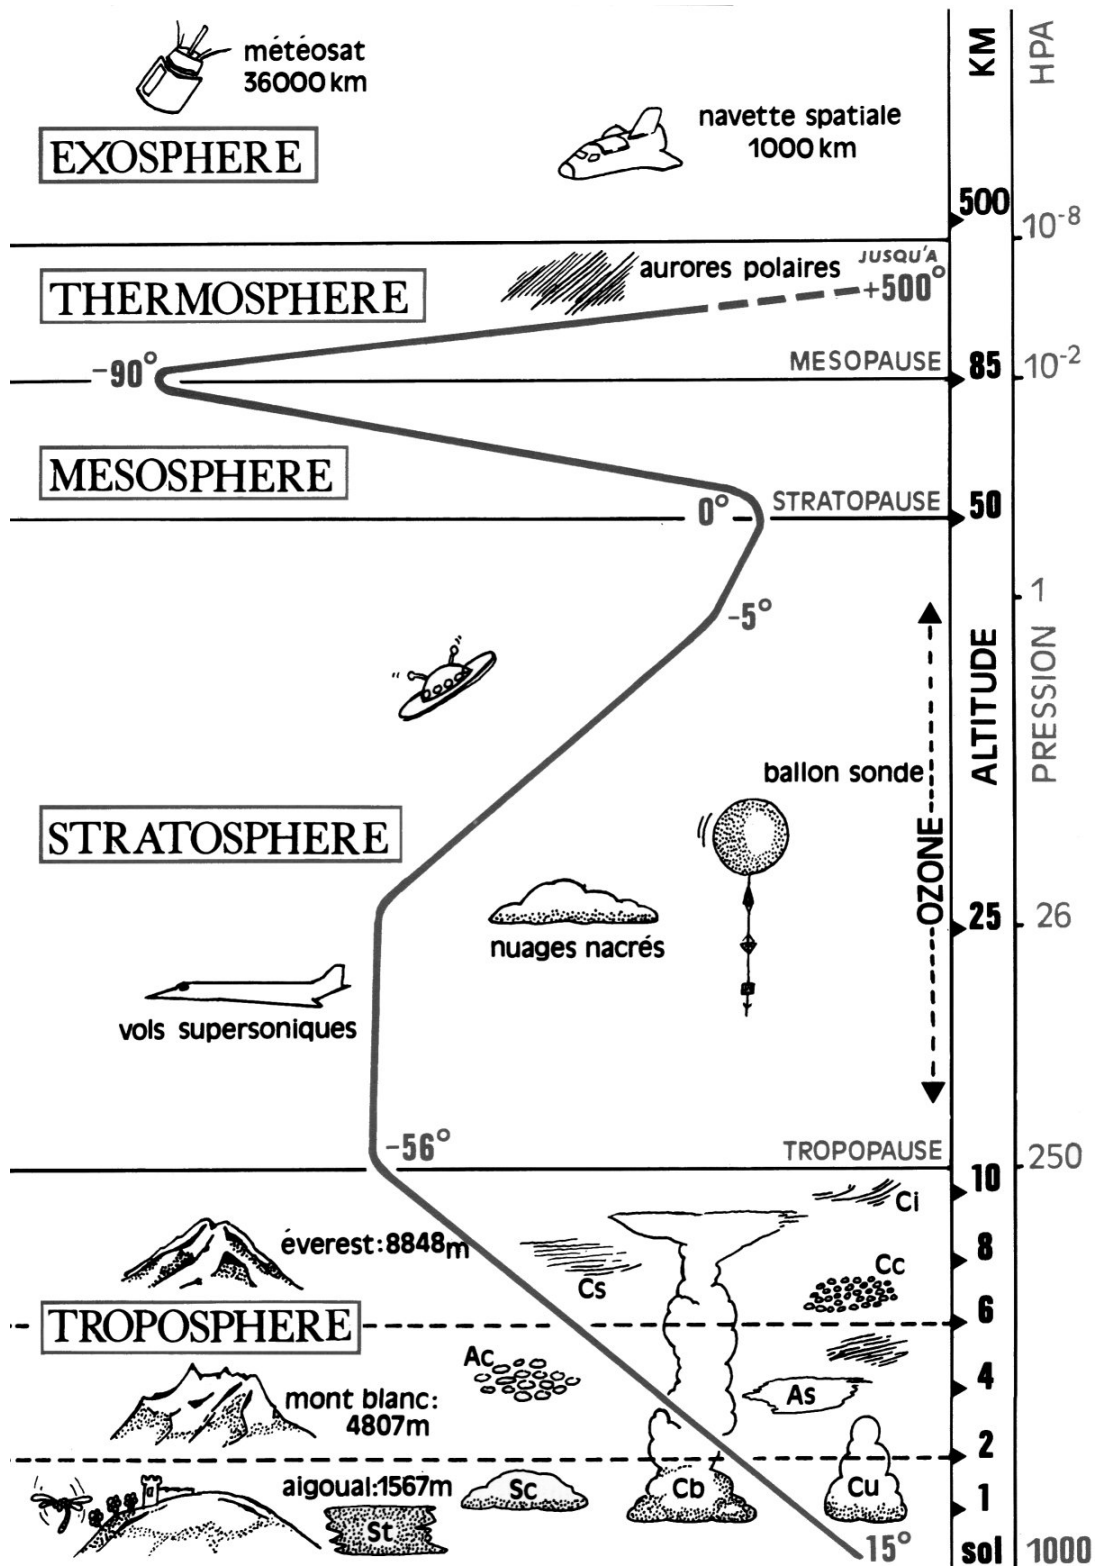 météosat
36000 km
KM
HPA
navette spatiale
1000 km
EXOSPHERE
500
10-8
aurores polaires
JUSQU'A
+500°
THERMOSPHERE
-90°
MESOPAUSE
85
10-2
MESOSPHERE
0°
STRATOPAUSE
50
1
-5°
ALTITUDE
PRESSION
ballon sonde
STRATOSPHERE
OZONE
25
26
nuages nacrés
vols supersoniques
-56°
TROPOPAUSE
10
250
Ci
éverest:8848m
8
Cs
Cc
6
TROPOSPHERE
Ac
4
mont blanc:
4807m
As
2
aigoual:1567m
Sc
Cb
Cu
1
St
15°
sol
1000